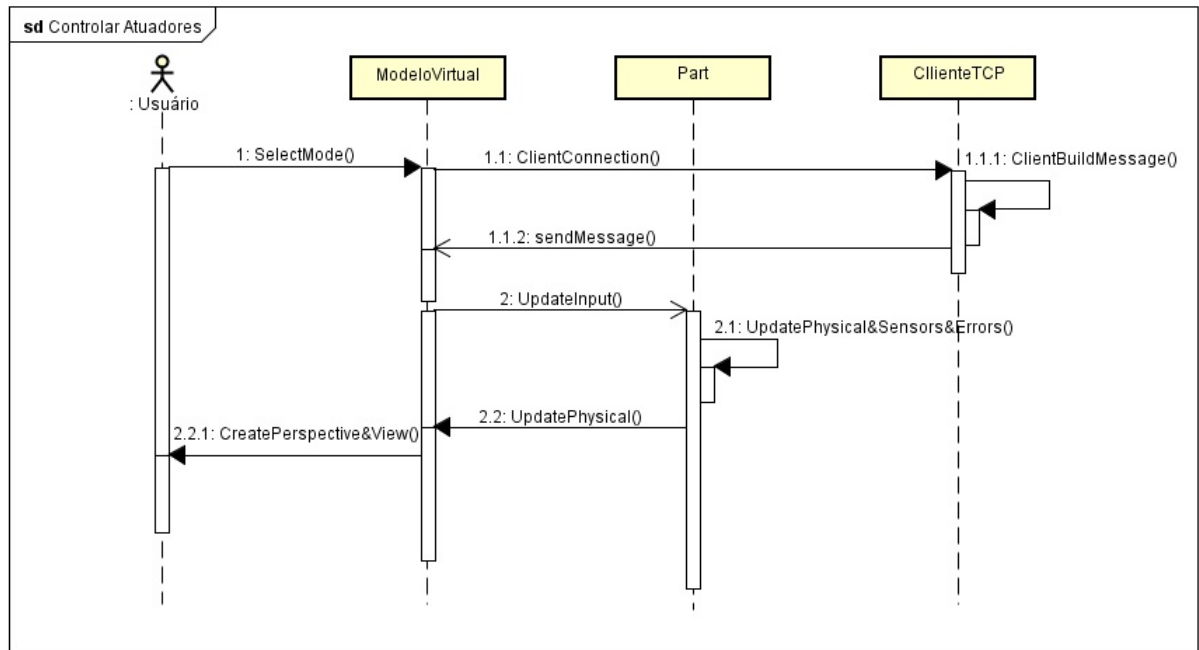 sd Controlar Atuadores
: Usuário
ModeloVirtual
Part
CllienteTCP
1: SelectMode()
1.1: ClientConnection()
1.1.1: ClientBuildMessage()
1.1.2: sendMessage()
2: UpdateInput()
2.1: UpdatePhysical&Sensors&Errors()
2.2: UpdatePhysical()
2.2.1: CreatePerspective&View()